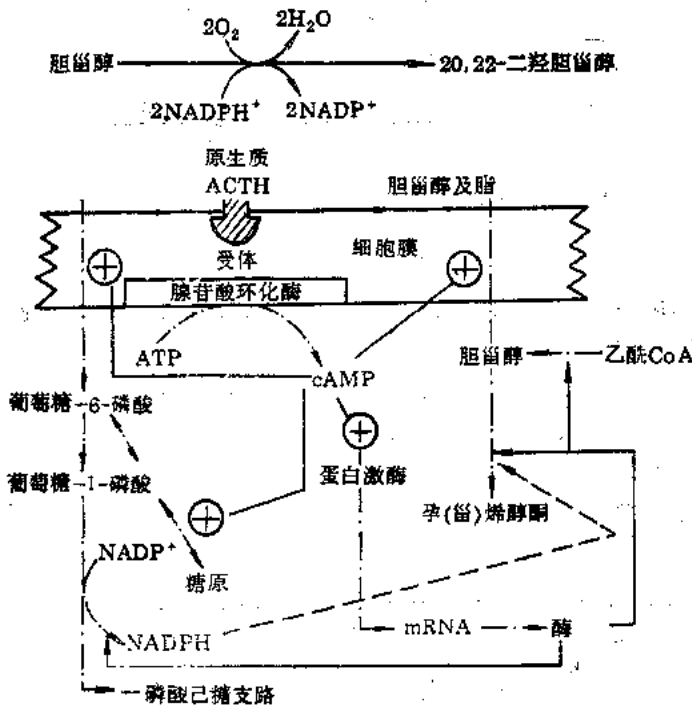 2O₂ 2H₂O
胆甾醇 20,22-二羟胆甾醇
2NADPH⁺ 2NADP⁺
原生质
ACTH 胆甾醇及脂
细胞膜
受体
腺苷酸环化酶
ATP cAMP 胆甾醇 乙酰CoA
葡萄糖-6-磷酸
蛋白激酶
葡萄糖-1-磷酸
孕(甾)烯醇酮
NADP⁺
糖原
NADPH mRNA 酶
磷酸己糖支路